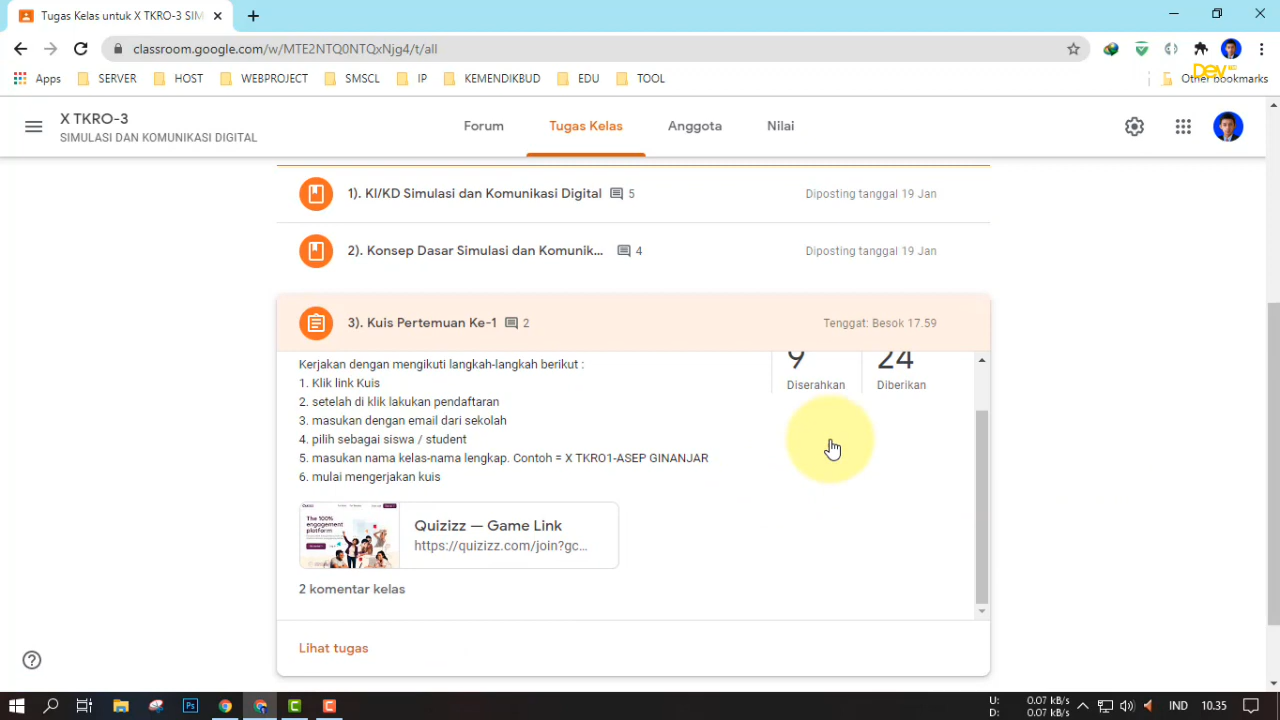 Tugas Kelas untuk X TKRO-3 SIM
classroom.google.com/w/MTE2NTQ0NTQxNjg4/t/all
Apps
SERVER
HOST
WEBPROJECT
SMSCL
IP
KEMENDIKBUD
EDU
TOOL
Other bookmarks
Dev
X TKRO-3
SIMULASI DAN KOMUNIKASI DIGITAL
Forum
Tugas Kelas
Anggota
Nilai
1). KI/KD Simulasi dan Komunikasi Digital
5
Diposting tanggal 19 Jan
2). Konsep Dasar Simulasi dan Komunik...
4
Diposting tanggal 19 Jan
3). Kuis Pertemuan Ke-1
2
Tenggat: Besok 17.59
Kerjakan dengan mengikuti langkah-langkah berikut :
1. Klik link Kuis
2. setelah di klik lakukan pendaftaran
3. masukan dengan email dari sekolah
4. pilih sebagai siswa / student
5. masukan nama kelas-nama lengkap. Contoh = X TKRO1-ASEP GINANJAR
6. mulai mengerjakan kuis
9
Diserahkan
24
Diberikan
The 100%
engagement
platform
Quizizz — Game Link
https://quizizz.com/join?gc...
2 komentar kelas
Lihat tugas
U: 0.07 kB/s
D: 0.07 kB/s
IND
10.35